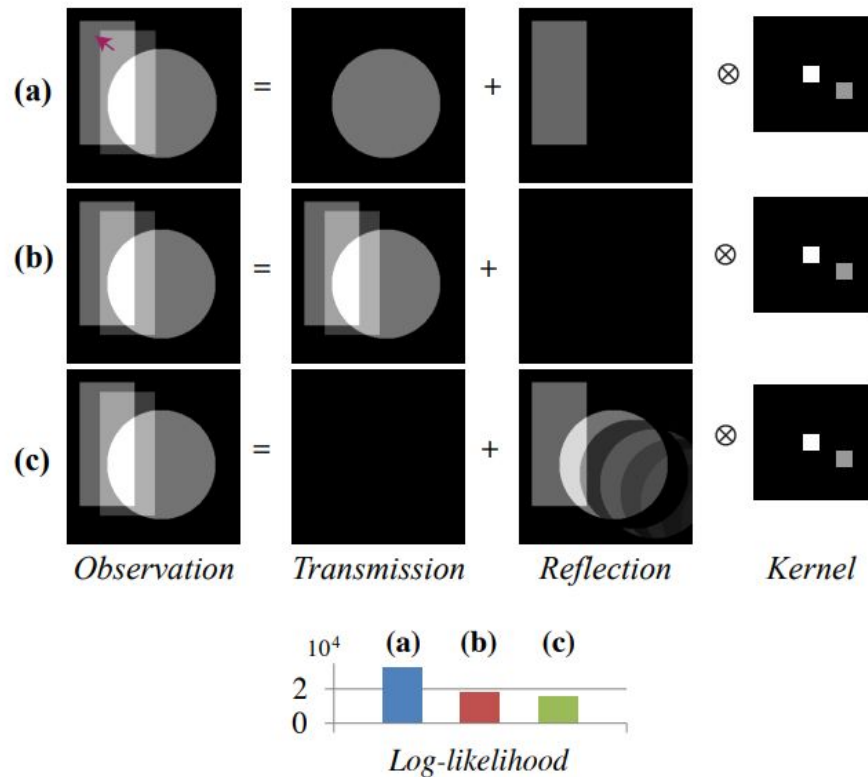 (a) = + ⊗
(b) = + ⊗
(c) = + ⊗
Observation Transmission Reflection Kernel
10⁴ (a) (b) (c)
2
0
Log-likelihood